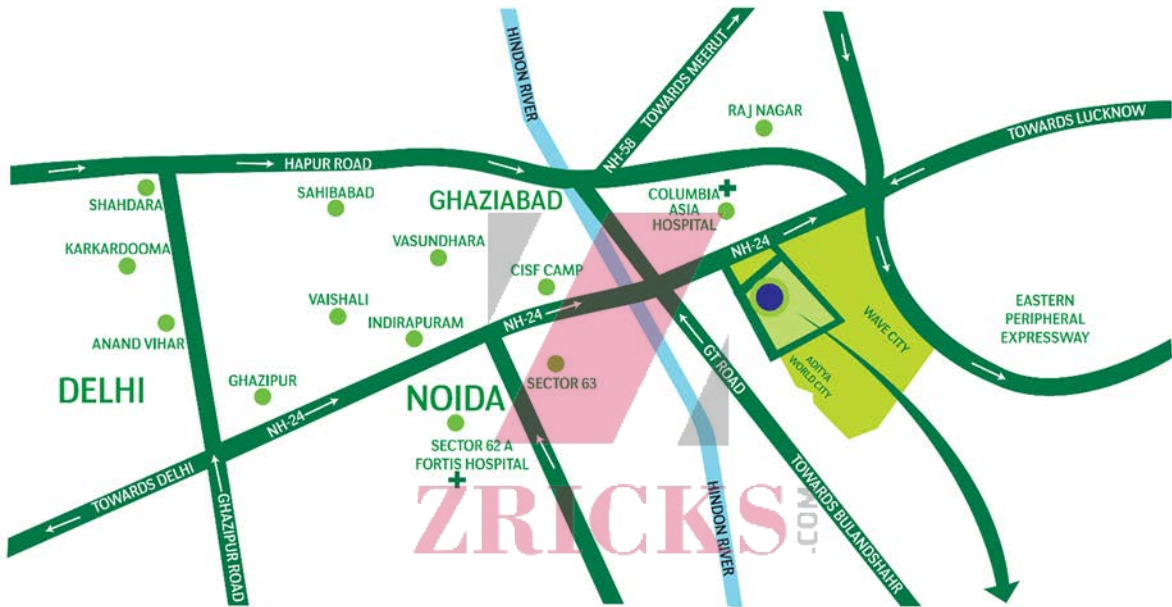 HINDON RIVER
TOWARDS MEERUT
NH-58
RAJ NAGAR
TOWARDS LUCKNOW
HAPUR ROAD
SHAHDARA
SAHIBABAD
GHAZIABAD
COLUMBIA
ASIA
HOSPITAL
KARKARDOOMA
VASUNDHARA
NH-24
CISF CAMP
VAISHALI
INDIRAPURAM
NH-24
ANAND VIHAR
EASTERN
PERIPHERAL
EXPRESSWAY
WAVE CITY
GT ROAD
ADITYA
WORLD CITY
DELHI
GHAZIPUR
NOIDA
SECTOR 63
NH-24
SECTOR 62 A
FORTIS HOSPITAL
TOWARDS DELHI
GHAZIPUR ROAD
HINDON RIVER
TOWARDS BULANDSHAHR
ZRICKS
.COM